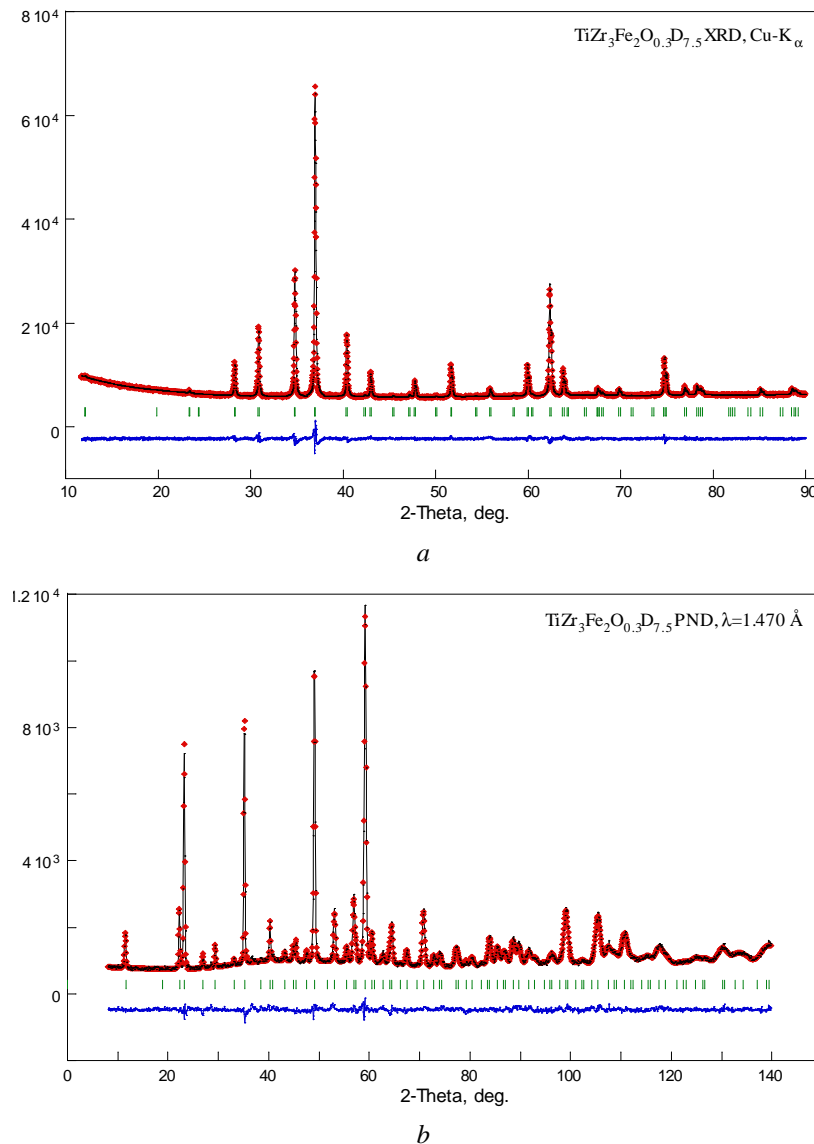 8 10⁴
TiZr₃Fe₂O₀.₃D₇.₅ XRD, Cu-K α
6 10⁴
4 10⁴
2 10⁴
0
10 20 30 40 50 60 70 80 90
2-Theta, deg.
a
1.2 10⁴
TiZr₃Fe₂O₀.₃D₇.₅ PND, λ=1.470 Å
8 10³
4 10³
0
0 20 40 60 80 100 120 140
2-Theta, deg.
b